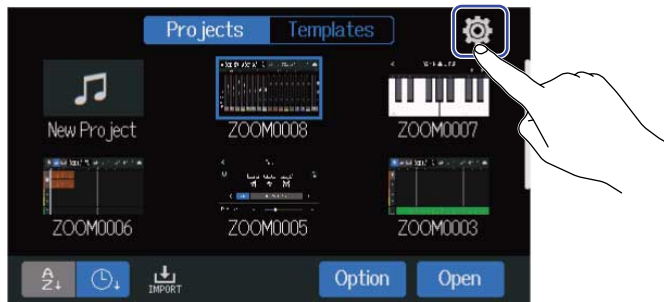 Projects Templates
New Project ZOOM0008 ZOOM0007
ZOOM0006 ZOOM0005 ZOOM0003
A Z IMPORT Option Open